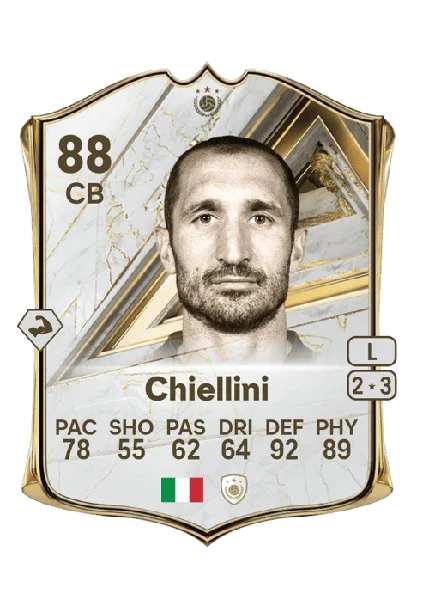 88
CB
L
2 ★ 3
Chiellini
PAC SHO PAS DRI DEF PHY
78 55 62 64 92 89